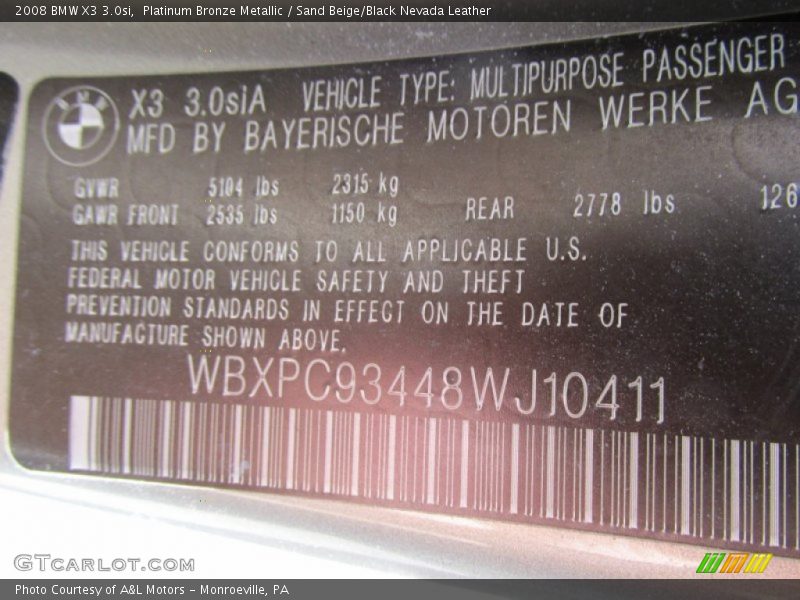 2008 BMW X3 3.0si, Platinum Bronze Metallic / Sand Beige/Black Nevada Leather
BMW
X3 3.0siA VEHICLE TYPE: MULTIPURPOSE PASSENGER
MFD BY BAYERISCHE MOTOREN WERKE AG
GVWR 5104 lbs 2315 kg
GAWR FRONT 2535 lbs 1150 kg REAR 2778 lbs 126
THIS VEHICLE CONFORMS TO ALL APPLICABLE U.S.
FEDERAL MOTOR VEHICLE SAFETY AND THEFT
PREVENTION STANDARDS IN EFFECT ON THE DATE OF
MANUFACTURE SHOWN ABOVE.
WBXPC93448WJ10411
GTCARLOT.COM
Photo Courtesy of A&L Motors - Monroeville, PA